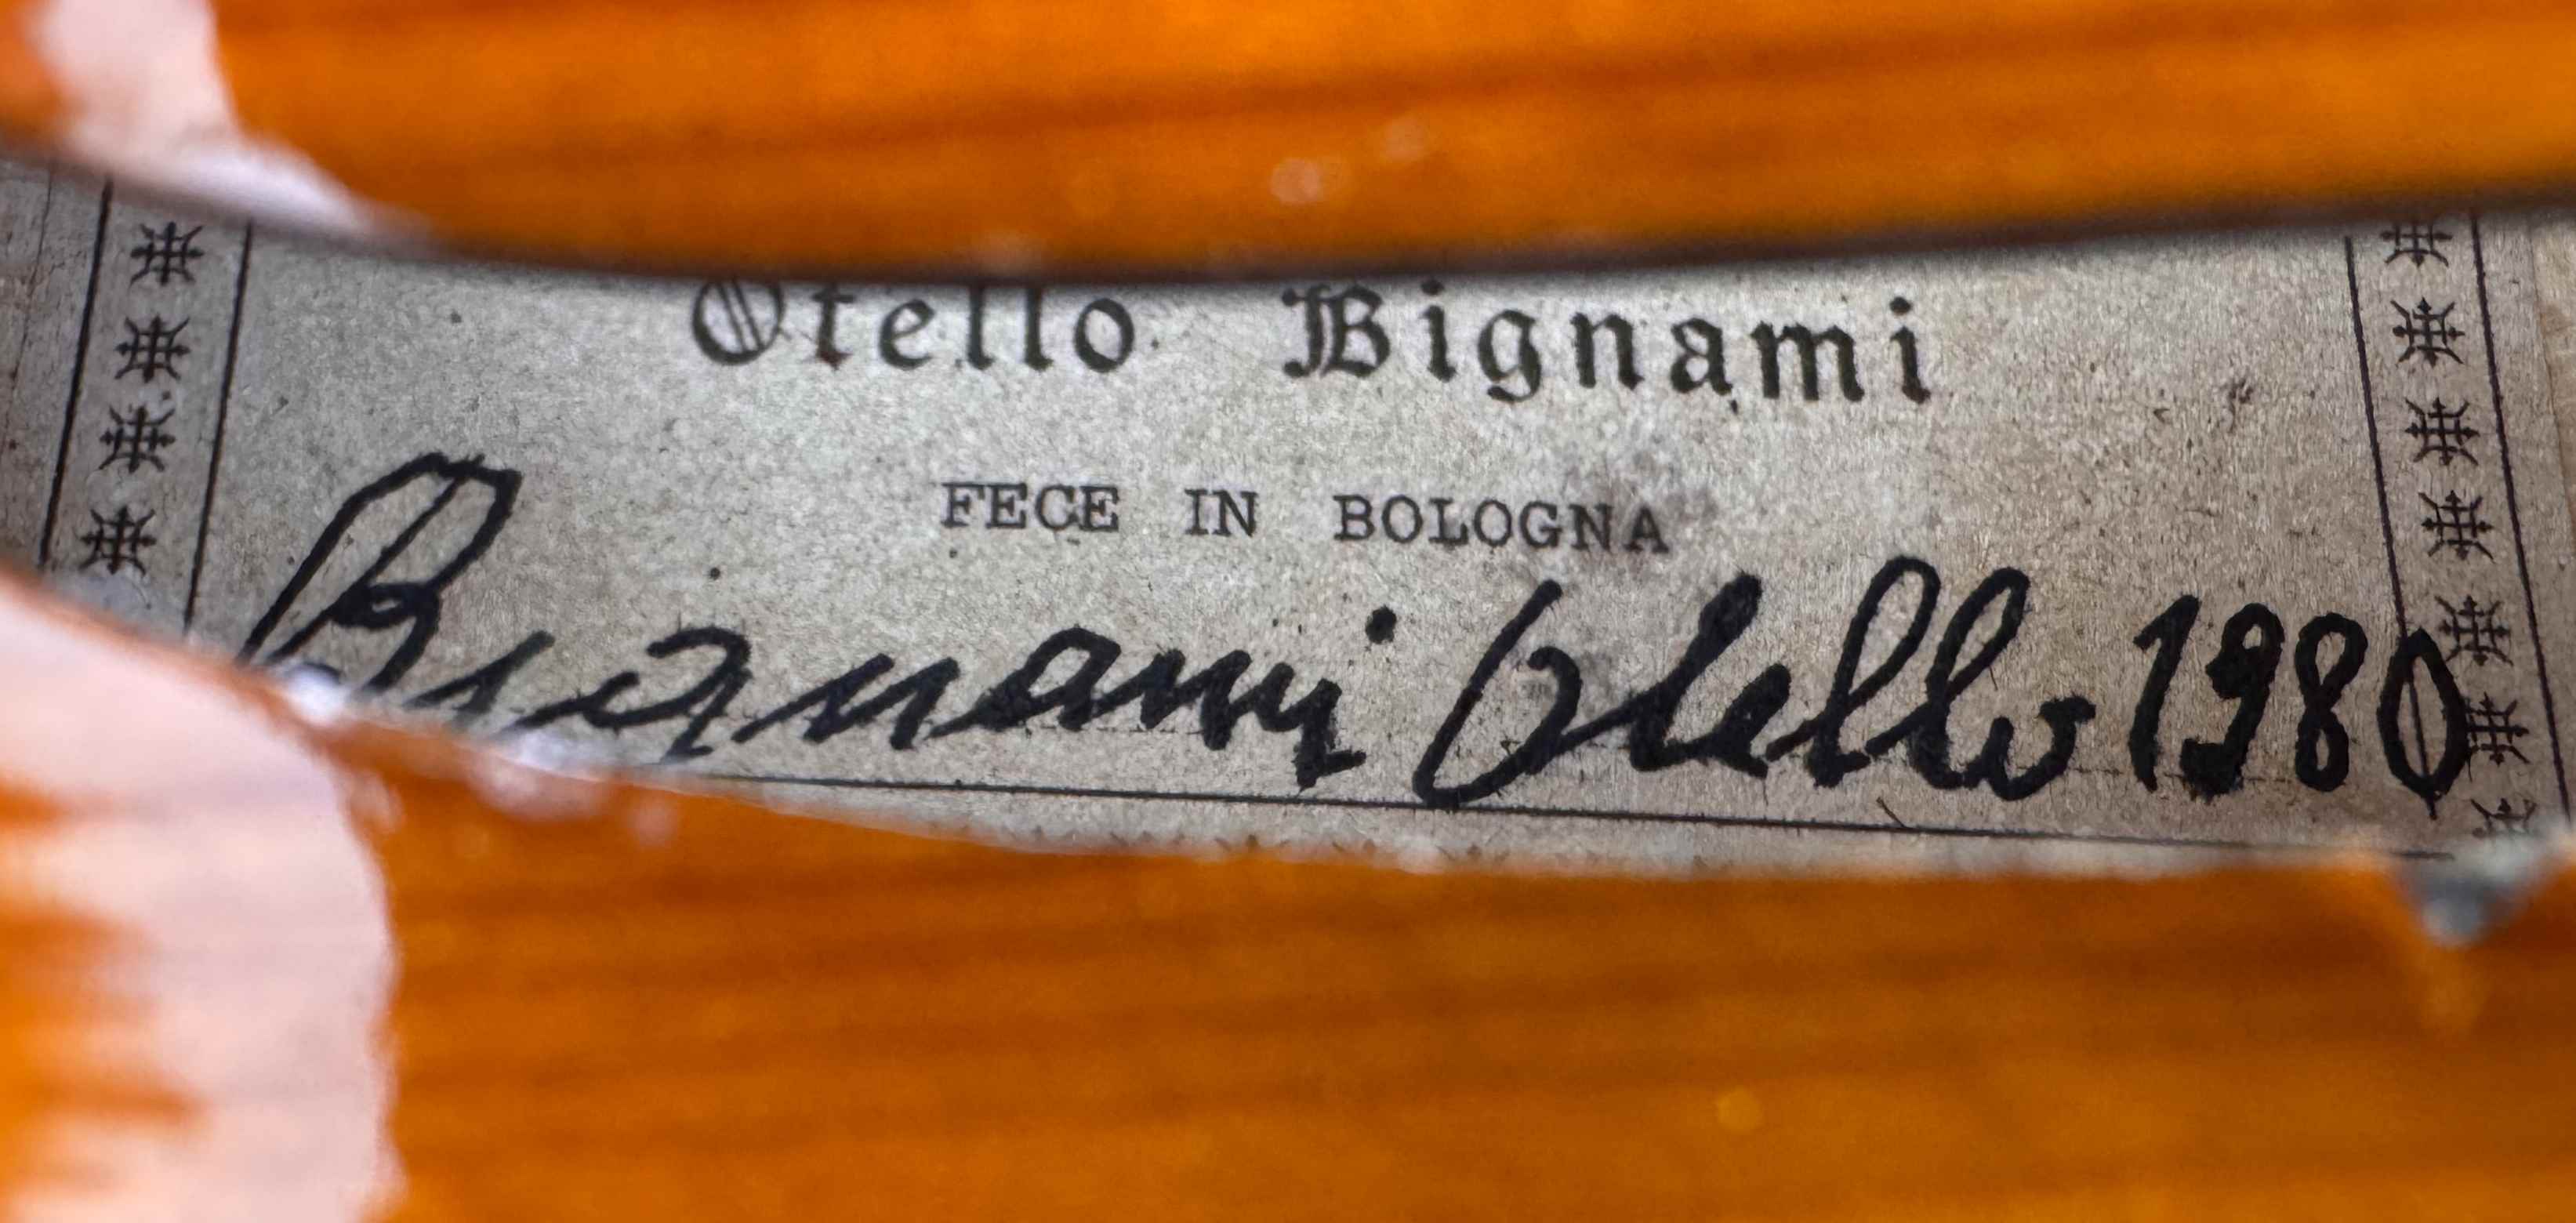 Otello Bignami
FECE IN BOLOGNA
Bignami Otello 1980